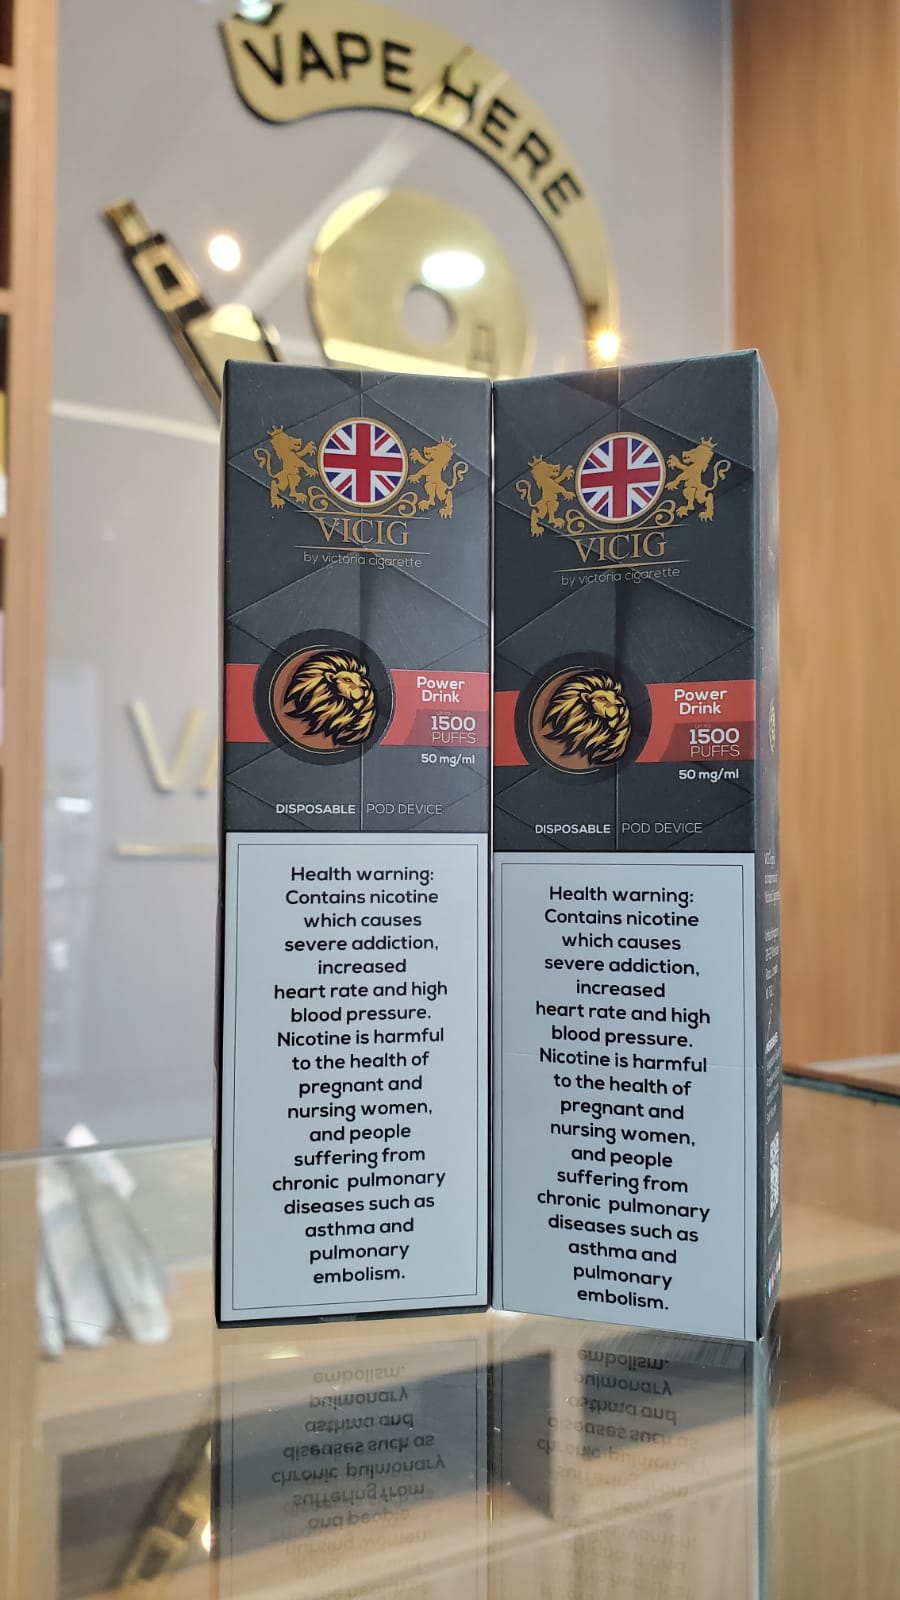 VAPE HERE
VICIG
by victoria cigarette
Power
Drink
1500
PUFFS
50 mg/ml
DISPOSABLE POD DEVICE
Health warning:
Contains nicotine
which causes
severe addiction,
increased
heart rate and high
blood pressure.
Nicotine is harmful
to the health of
pregnant and
nursing women,
and people
suffering from
chronic pulmonary
diseases such as
asthma and
pulmonary
embolism.
VICIG
by victoria cigarette
Power
Drink
1500
PUFFS
50 mg/ml
DISPOSABLE POD DEVICE
Health warning:
Contains nicotine
which causes
severe addiction,
increased
heart rate and high
blood pressure.
Nicotine is harmful
to the health of
pregnant and
nursing women,
and people
suffering from
chronic pulmonary
diseases such as
asthma and
pulmonary
embolism.